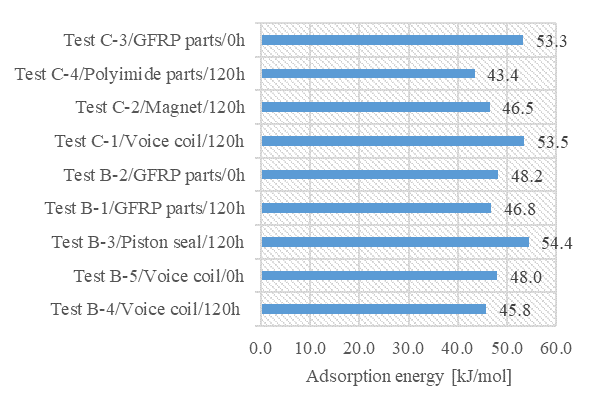 Test C-3/GFRP parts/0h 53.3
Test C-4/Polyimide parts/120h 43.4
Test C-2/Magnet/120h 46.5
Test C-1/Voice coil/120h 53.5
Test B-2/GFRP parts/0h 48.2
Test B-1/GFRP parts/120h 46.8
Test B-3/Piston seal/120h 54.4
Test B-5/Voice coil/0h 48.0
Test B-4/Voice coil/120h 45.8
0.0 10.0 20.0 30.0 40.0 50.0 60.0
Adsorption energy [kJ/mol]